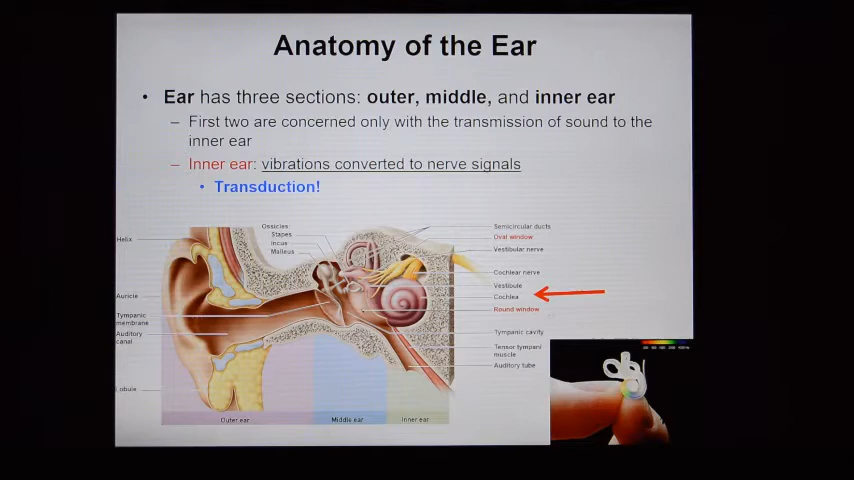 Anatomy of the Ear
• Ear has three sections: outer, middle, and inner ear
– First two are concerned only with the transmission of sound to the
inner ear
– Inner ear: vibrations converted to nerve signals
• Transduction!
Ossicles:
Stapes
Incus
Malleus
Helix
Auricle
Tympanic
membrane
Auditory
canal
Lobule
Semicircular ducts
Oval window
Vestibular nerve
Cochlear nerve
Vestibule
Cochlea
Round window
Tympanic cavity
Tensor tympani
muscle
Auditory tube
Outer ear
Middle ear
Inner ear